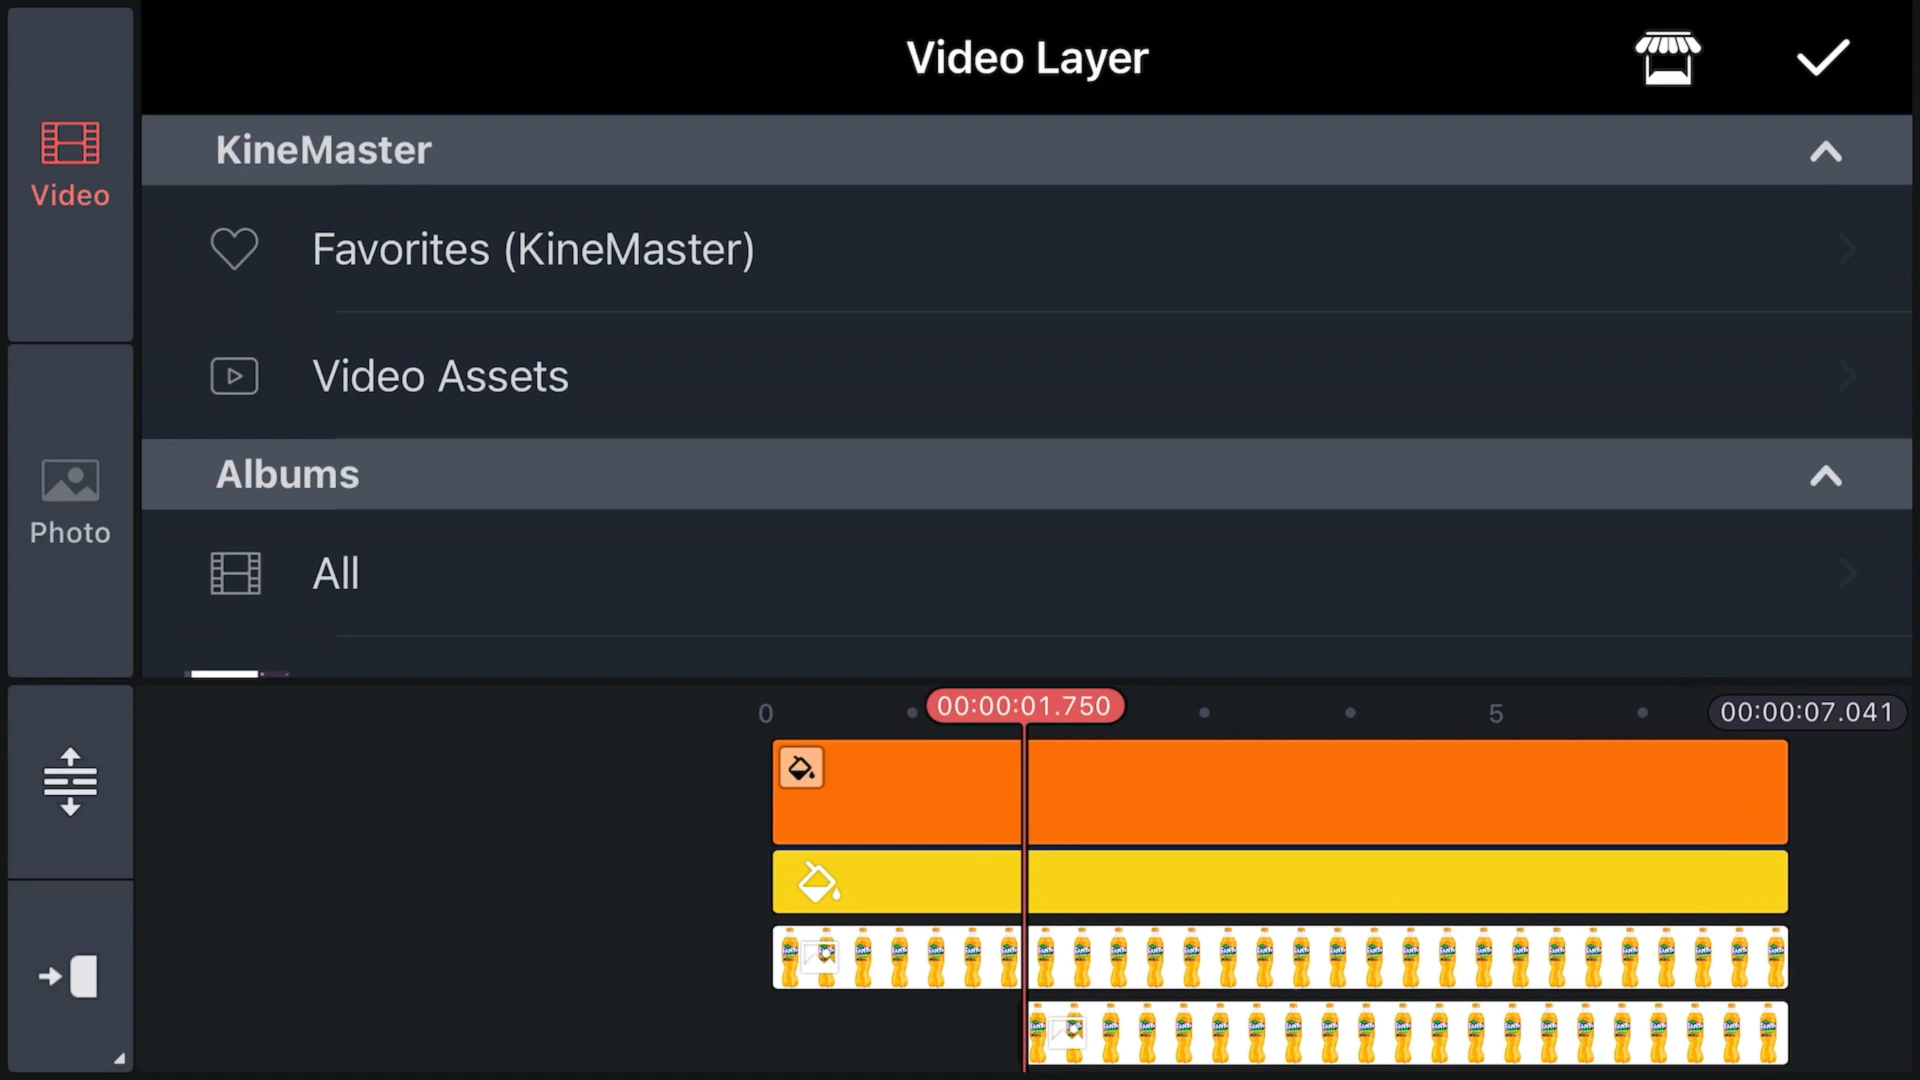 Video Layer
Video
KineMaster
Favorites (KineMaster)
Video Assets
Photo
Albums
All
0
00:00:01.750
5
00:00:07.041